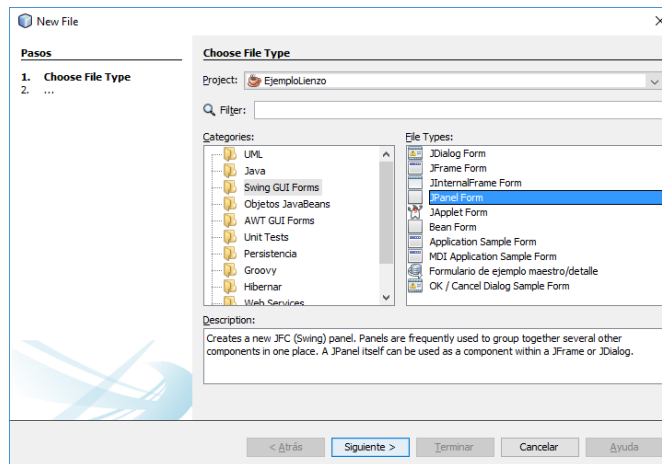 New File
Pasos
1. Choose File Type
2. ...
Choose File Type
Project: EjemploLienzo
Filter:
Categories:
UML
Java
Swing GUI Forms
Objetos JavaBeans
AWT GUI Forms
Unit Tests
Persistencia
Groovy
Hibernar
Web Services
File Types:
JDialog Form
JFrame Form
JInternalFrame Form
JPanel Form
JApplet Form
Bean Form
Application Sample Form
MDI Application Sample Form
Formulario de ejemplo maestro/detalle
OK / Cancel Dialog Sample Form
Description:
Creates a new JFC (Swing) panel. Panels are frequently used to group together several other
components in one place. A JPanel itself can be used as a component within a JFrame or JDialog.
< Atrás
Siguiente >
Terminar
Cancelar
Ayuda